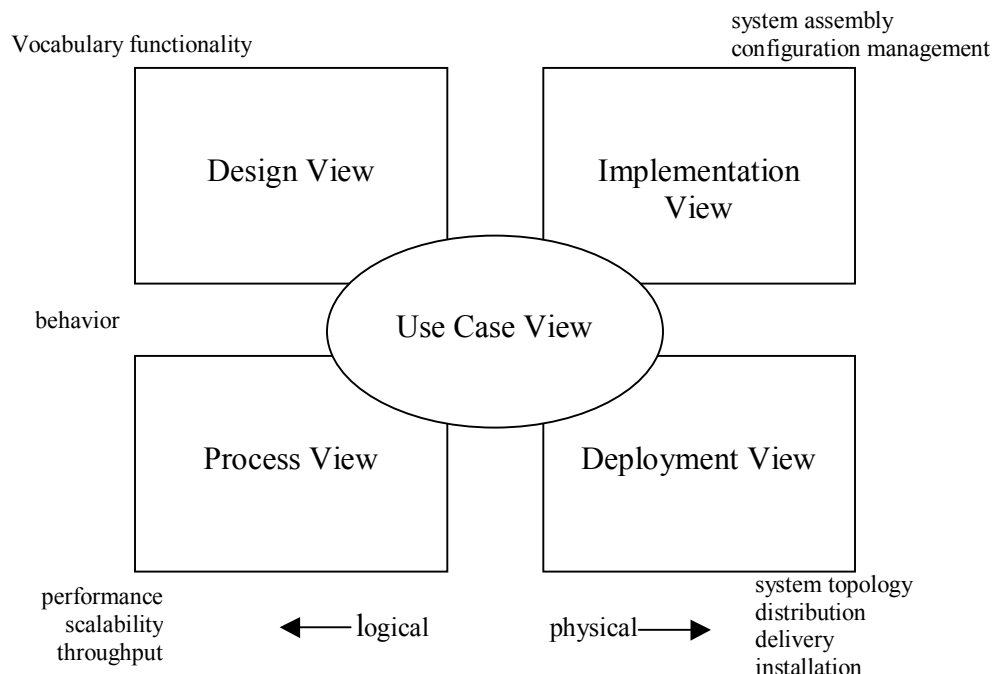 Vocabulary functionality
system assembly
configuration management
Design View
Implementation
View
behavior
Use Case View
Process View
Deployment View
performance
scalability
throughput
logical
physical
system topology
distribution
delivery
installation